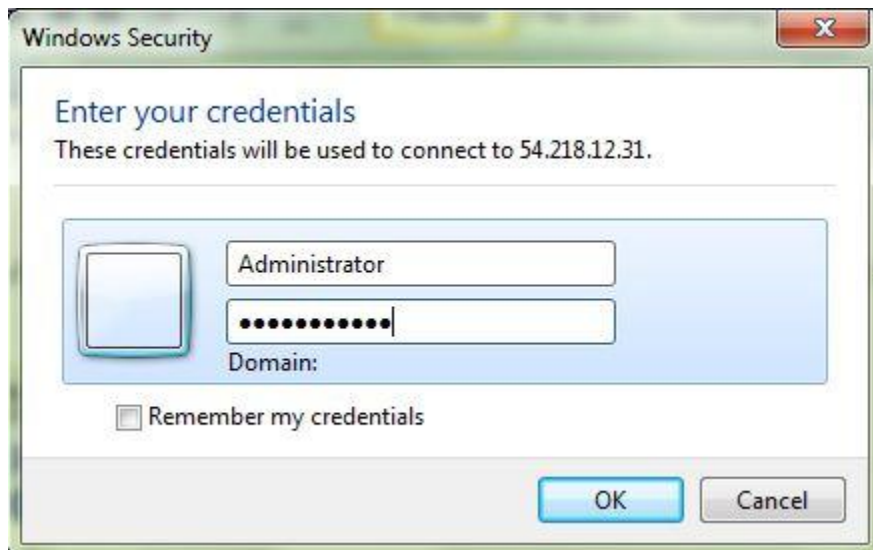 Windows Security
Enter your credentials
These credentials will be used to connect to 54.218.12.31.
Administrator
●●●●●●●●●●●
Domain:
Remember my credentials
OK
Cancel